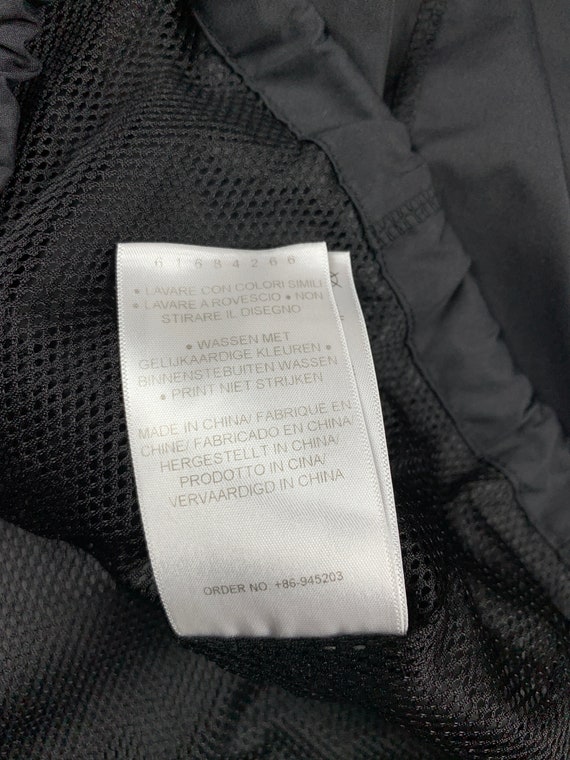 61684266
• LAVARE CON COLORI SIMILI
• LAVARE A ROVESCIO • NON
STIRARE IL DISEGNO
• WASSEN MET
GELIJKAARDIGE KLEUREN •
BINNENSTEBUITEN WASSEN
• PRINT NIET STRIJKEN
MADE IN CHINA/ FABRIQUE EN
CHINE/ FABRICADO EN CHINA/
HERGESTELLT IN CHINA/
PRODOTTO IN CINA/
VERVAARDIGD IN CHINA
ORDER NO. +86-945203